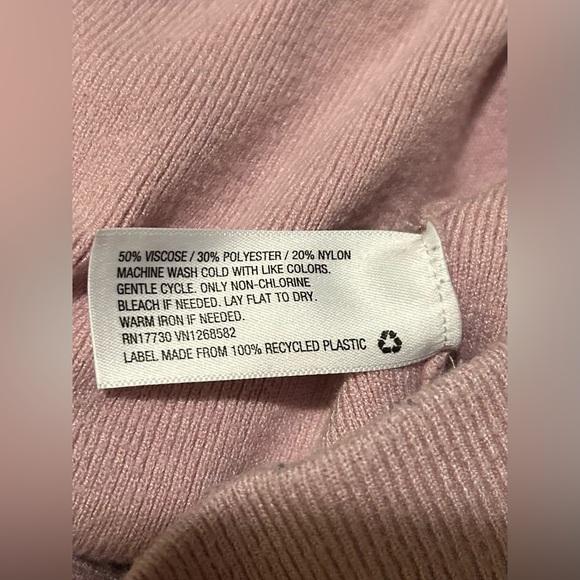 50% VISCOSE / 30% POLYESTER / 20% NYLON
MACHINE WASH COLD WITH LIKE COLORS.
GENTLE CYCLE. ONLY NON-CHLORINE
BLEACH IF NEEDED. LAY FLAT TO DRY.
WARM IRON IF NEEDED.
RN17730 VN1268582
LABEL MADE FROM 100% RECYCLED PLASTIC